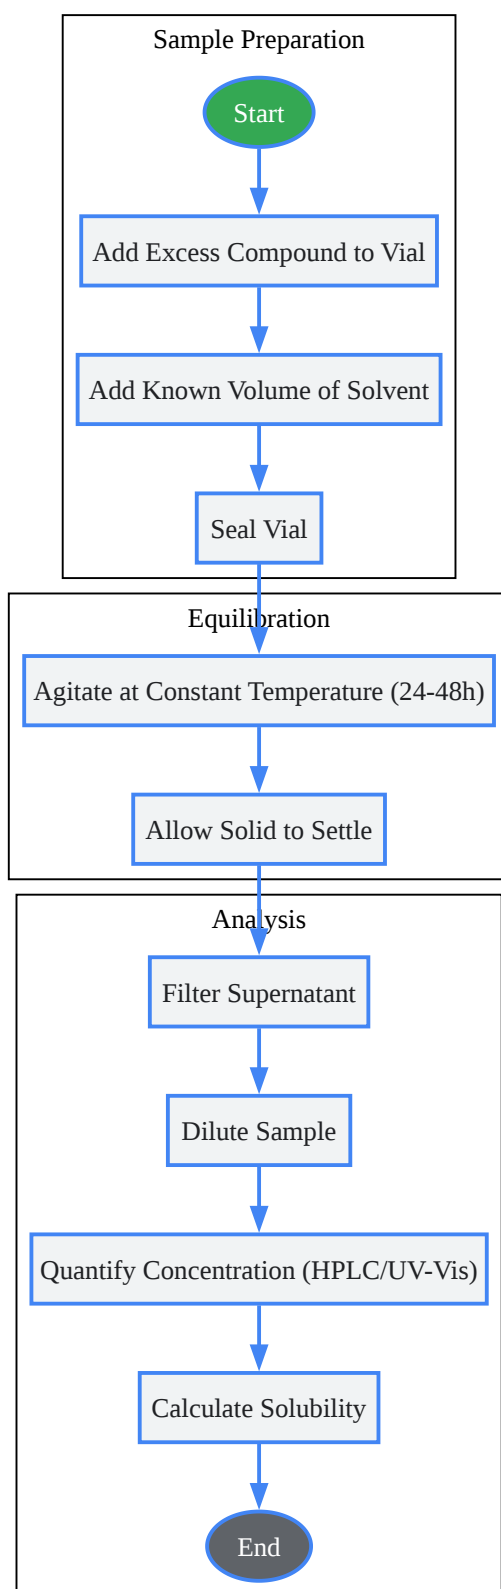 Sample Preparation
Start
Add Excess Compound to Vial
Add Known Volume of Solvent
Seal Vial
Equilibration
Agitate at Constant Temperature (24-48h)
Allow Solid to Settle
Analysis
Filter Supernatant
Dilute Sample
Quantify Concentration (HPLC/UV-Vis)
Calculate Solubility
End